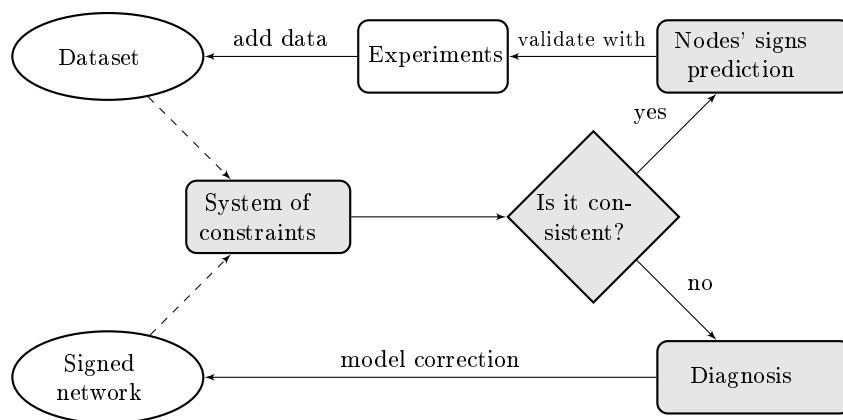 Dataset
add data
Experiments
validate with
Nodes' signs
prediction
yes
System of
constraints
Is it con-
sistent?
no
Signed
network
model correction
Diagnosis